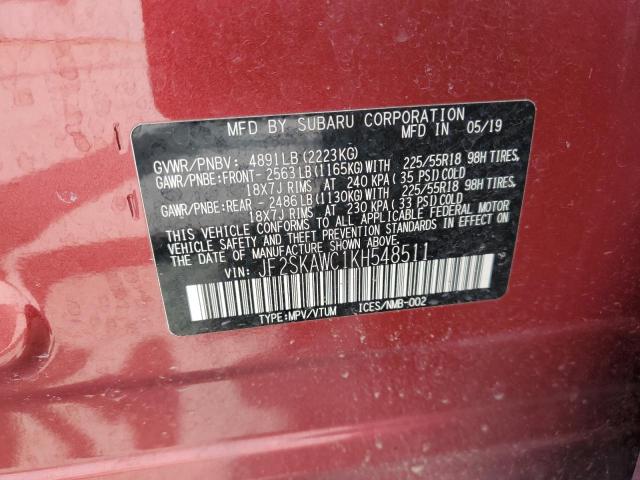 MFD BY SUBARU CORPORATION
MFD IN 05/19
GVWR/PNBV: 4891LB(2223KG)
GAWR/PNBE:FRONT- 2563LB(1165KG)WITH 225/55R18 98H TIRES,
18X7J RIMS AT 240 KPA(35 PSI)COLD
GAWR/PNBE:REAR - 2486LB(1130KG)WITH 225/55R18 98H TIRES,
18X7J RIMS AT 230 KPA(33 PSI)COLD
THIS VEHICLE CONFORMS TO ALL APPLICABLE FEDERAL MOTOR
VEHICLE SAFETY AND THEFT PREVENTION STANDARDS IN EFFECT ON
THE DATE OF MANUFACTURE SHOWN ABOVE.
VIN: JF2SKAWC1KH548511
TYPE:MPV/VTUM ICES/NMB-002